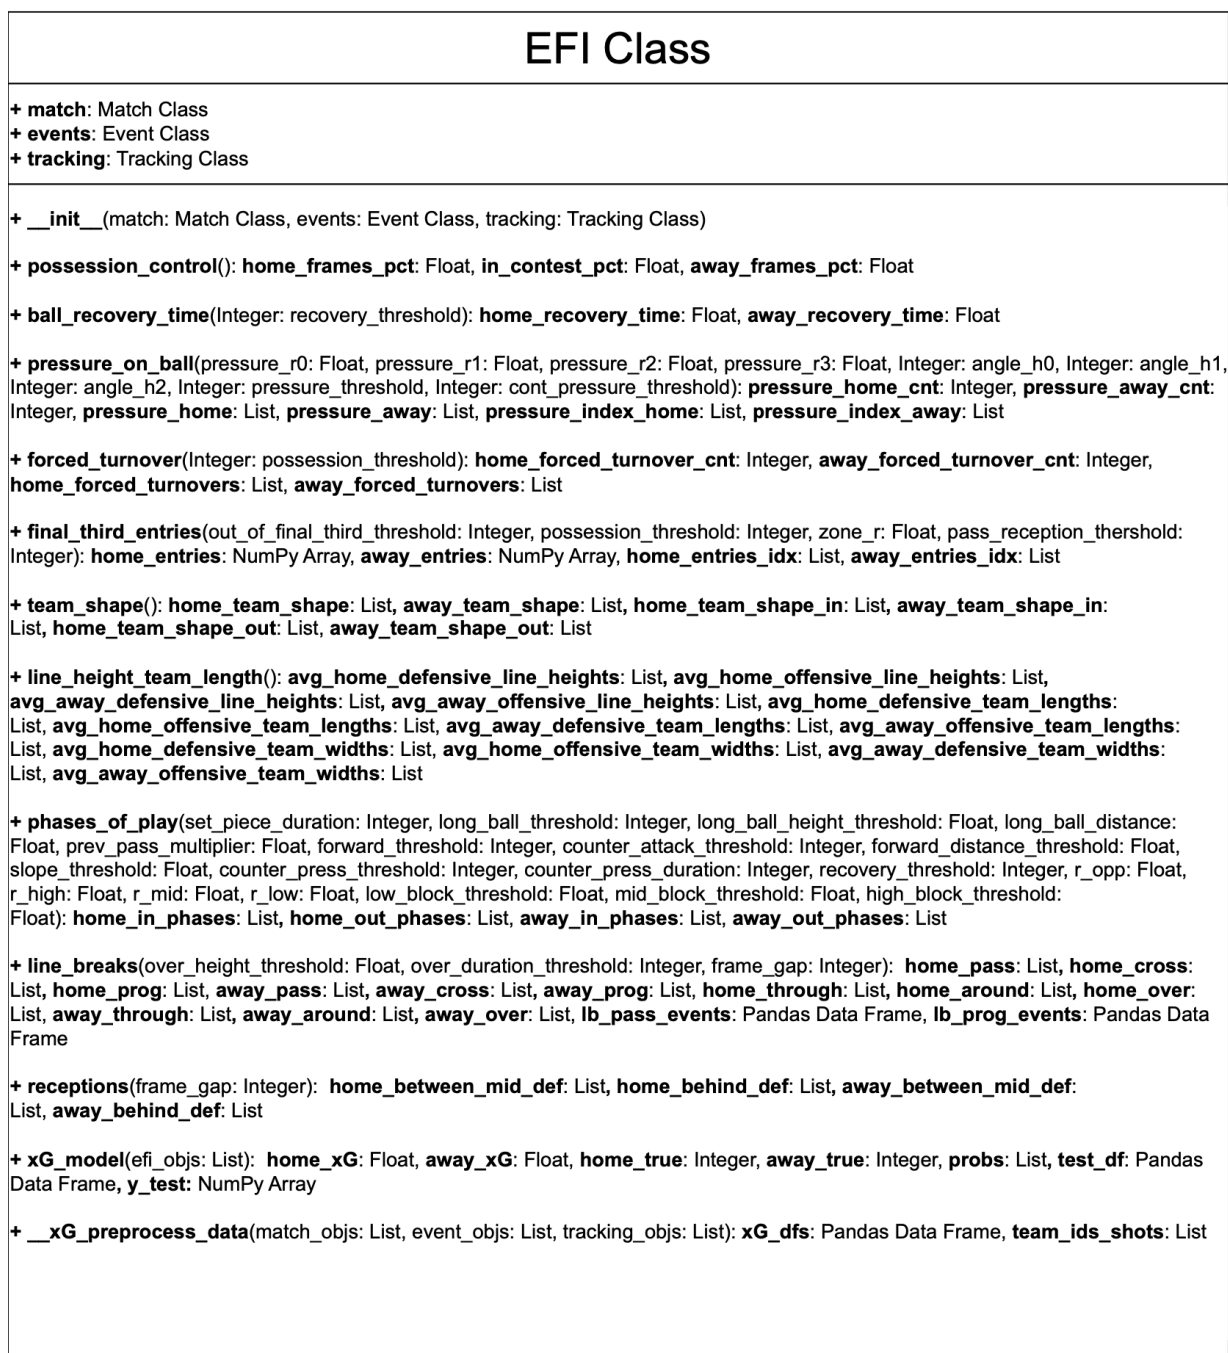 EFI Class
+ match: Match Class
+ events: Event Class
+ tracking: Tracking Class
+ __init__(match: Match Class, events: Event Class, tracking: Tracking Class)
+ possession_control(): home_frames_pct: Float, in_contest_pct: Float, away_frames_pct: Float
+ ball_recovery_time(Integer: recovery_threshold): home_recovery_time: Float, away_recovery_time: Float
+ pressure_on_ball(pressure_r0: Float, pressure_r1: Float, pressure_r2: Float, pressure_r3: Float, Integer: angle_h0, Integer: angle_h1,
Integer: angle_h2, Integer: pressure_threshold, Integer: cont_pressure_threshold): pressure_home_cnt: Integer, pressure_away_cnt:
Integer, pressure_home: List, pressure_away: List, pressure_index_home: List, pressure_index_away: List
+ forced_turnover(Integer: possession_threshold): home_forced_turnover_cnt: Integer, away_forced_turnover_cnt: Integer,
home_forced_turnovers: List, away_forced_turnovers: List
+ final_third_entries(out_of_final_third_threshold: Integer, possession_threshold: Integer, zone_r: Float, pass_reception_thershold:
Integer): home_entries: NumPy Array, away_entries: NumPy Array, home_entries_idx: List, away_entries_idx: List
+ team_shape(): home_team_shape: List, away_team_shape: List, home_team_shape_in: List, away_team_shape_in:
List, home_team_shape_out: List, away_team_shape_out: List
+ line_height_team_length(): avg_home_defensive_line_heights: List, avg_home_offensive_line_heights: List,
avg_away_defensive_line_heights: List, avg_away_offensive_line_heights: List, avg_home_defensive_team_lengths:
List, avg_home_offensive_team_lengths: List, avg_away_defensive_team_lengths: List, avg_away_offensive_team_lengths:
List, avg_home_defensive_team_widths: List, avg_home_offensive_team_widths: List, avg_away_defensive_team_widths:
List, avg_away_offensive_team_widths: List
+ phases_of_play(set_piece_duration: Integer, long_ball_threshold: Integer, long_ball_height_threshold: Float, long_ball_distance:
Float, prev_pass_multiplier: Float, forward_threshold: Integer, counter_attack_threshold: Integer, forward_distance_threshold: Float,
slope_threshold: Float, counter_press_threshold: Integer, counter_press_duration: Integer, recovery_threshold: Integer, r_opp: Float,
r_high: Float, r_mid: Float, r_low: Float, low_block_threshold: Float, mid_block_threshold: Float, high_block_threshold:
Float): home_in_phases: List, home_out_phases: List, away_in_phases: List, away_out_phases: List
+ line_breaks(over_height_threshold: Float, over_duration_threshold: Integer, frame_gap: Integer): home_pass: List, home_cross:
List, home_prog: List, away_pass: List, away_cross: List, away_prog: List, home_through: List, home_around: List, home_over:
List, away_through: List, away_around: List, away_over: List, lb_pass_events: Pandas Data Frame, lb_prog_events: Pandas Data
Frame
+ receptions(frame_gap: Integer): home_between_mid_def: List, home_behind_def: List, away_between_mid_def:
List, away_behind_def: List
+ xG_model(efi_objs: List): home_xG: Float, away_xG: Float, home_true: Integer, away_true: Integer, probs: List, test_df: Pandas
Data Frame, y_test: NumPy Array
+ __xG_preprocess_data(match_objs: List, event_objs: List, tracking_objs: List): xG_dfs: Pandas Data Frame, team_ids_shots: List